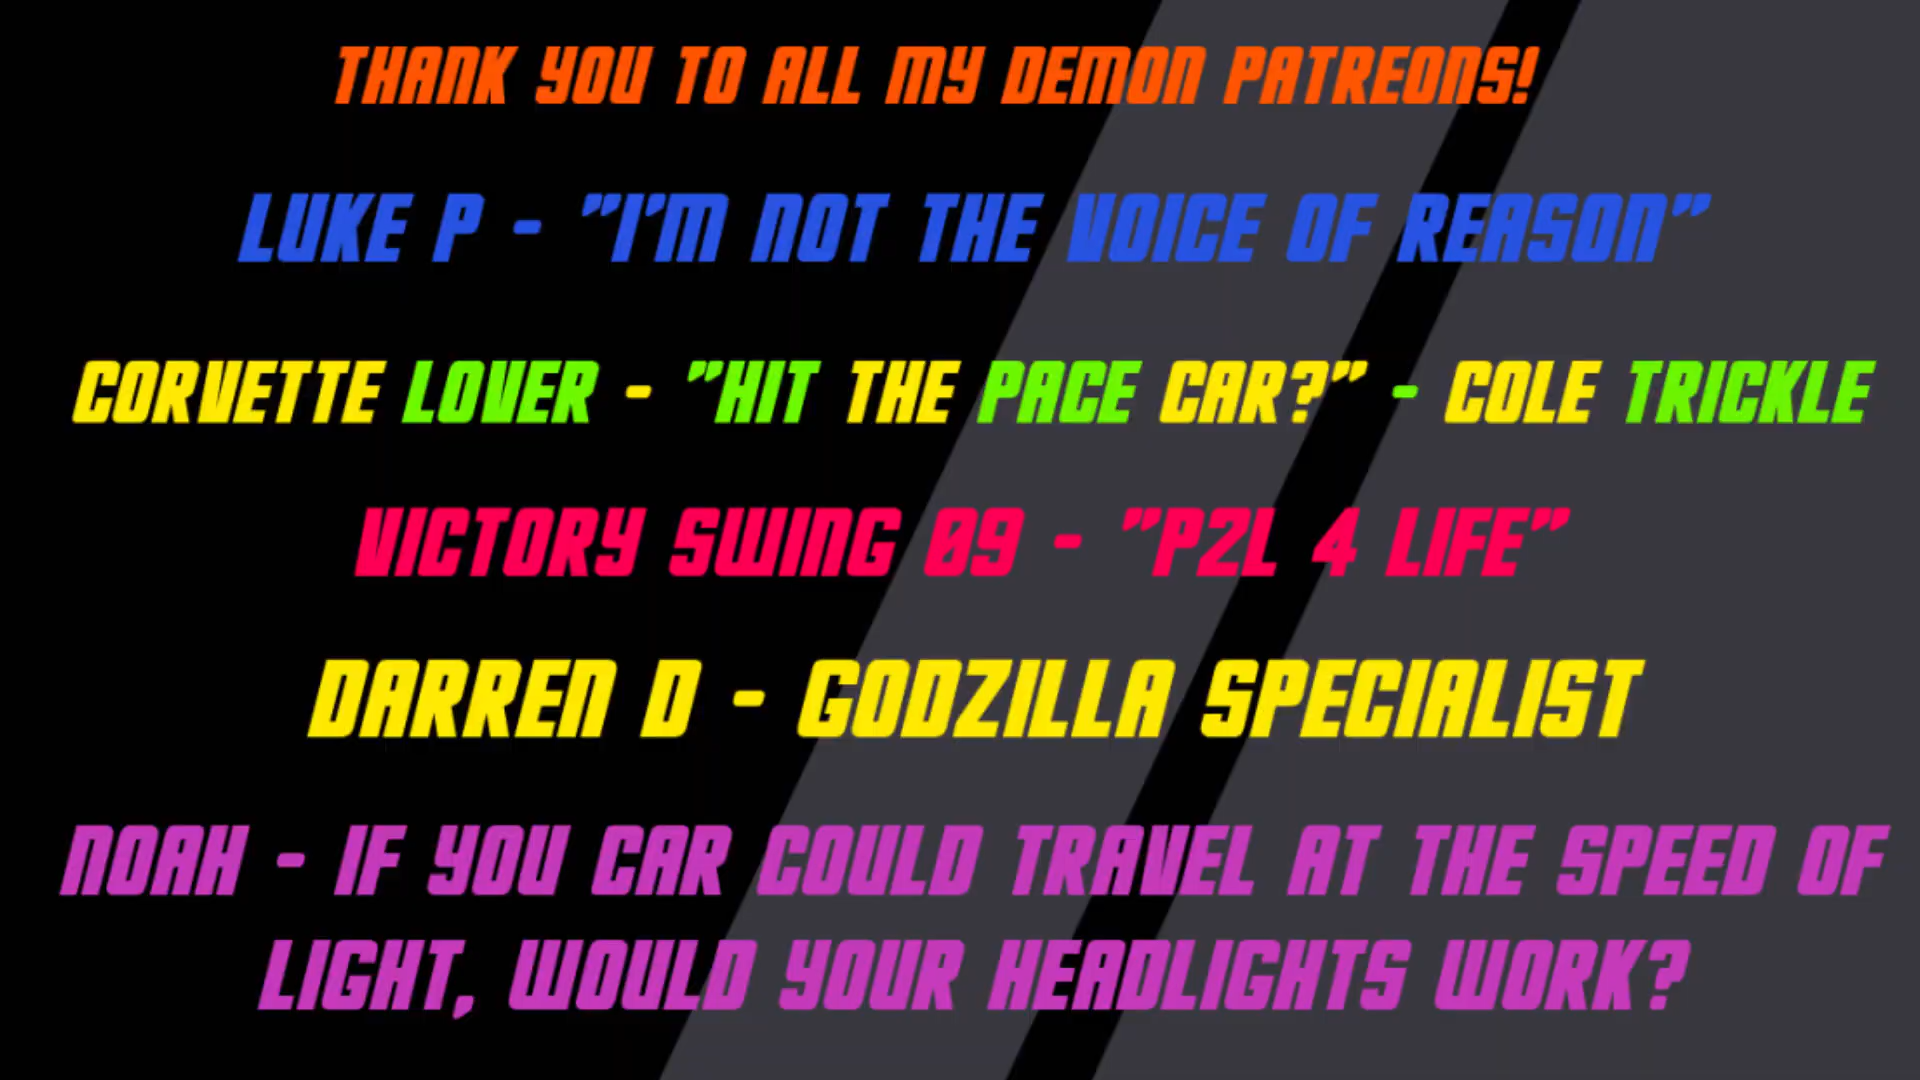 THANK YOU TO ALL MY DEMON PATREONS!
LUKE P - "I'M NOT THE VOICE OF REASON"
CORVETTE LOVER - "HIT THE PACE CAR?" - COLE TRICKLE
VICTORY SWING 09 - "P2L 4 LIFE"
DARREN D - GODZILLA SPECIALIST
NOAH - IF YOU CAR COULD TRAVEL AT THE SPEED OF
LIGHT, WOULD YOUR HEADLIGHTS WORK?